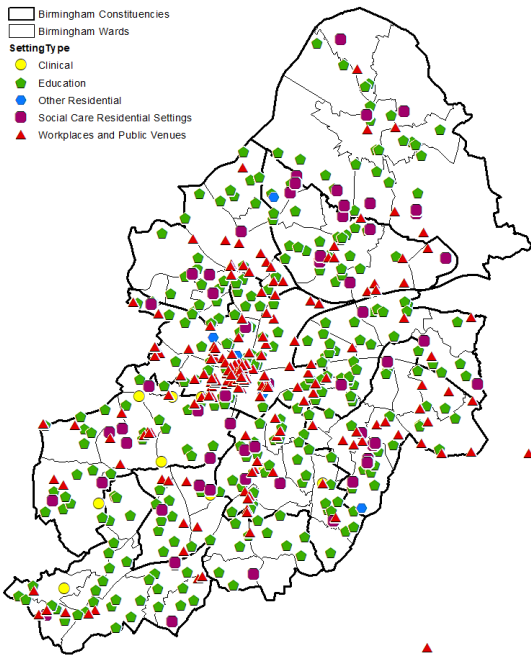 Birmingham Constituencies
Birmingham Wards
SettingType
Clinical
Education
Other Residential
Social Care Residential Settings
Workplaces and Public Venues